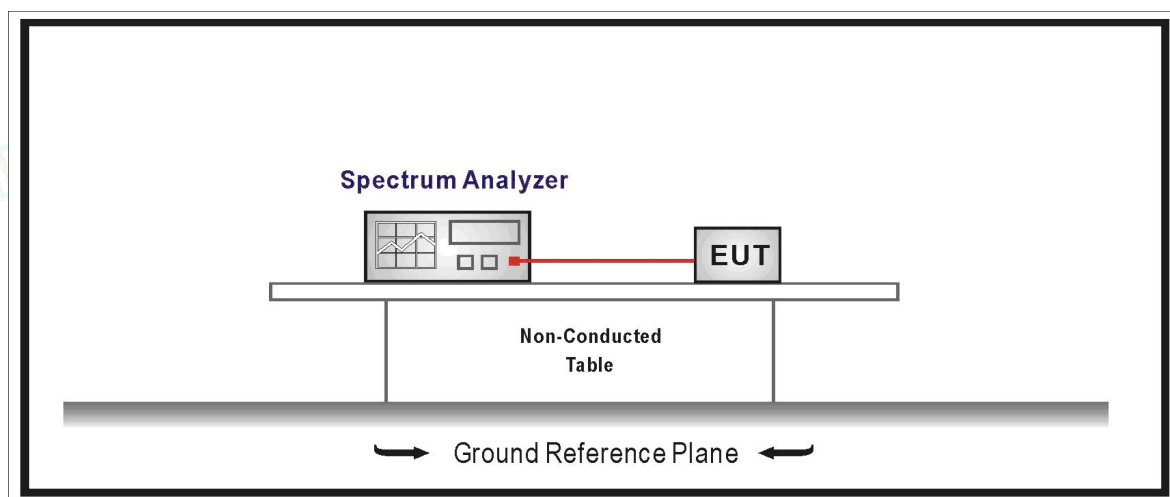 Spectrum Analyzer
EUT
Non-Conducted
Table
Ground Reference Plane